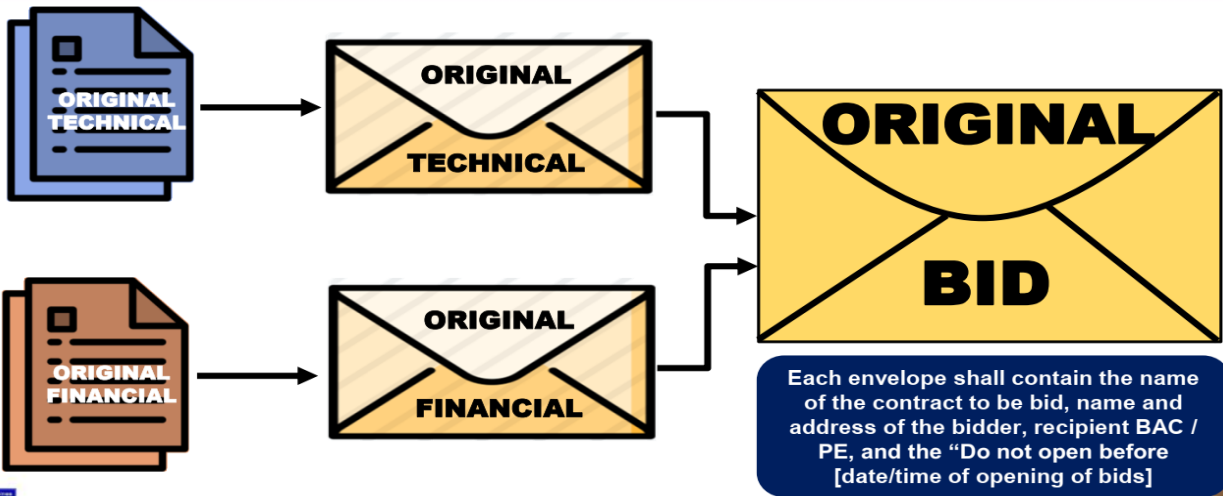 ORIGINAL
TECHNICAL
ORIGINAL
TECHNICAL
ORIGINAL
FINANCIAL
ORIGINAL
FINANCIAL
ORIGINAL
BID
Each envelope shall contain the name
of the contract to be bid, name and
address of the bidder, recipient BAC /
PE, and the “Do not open before
[date/time of opening of bids]